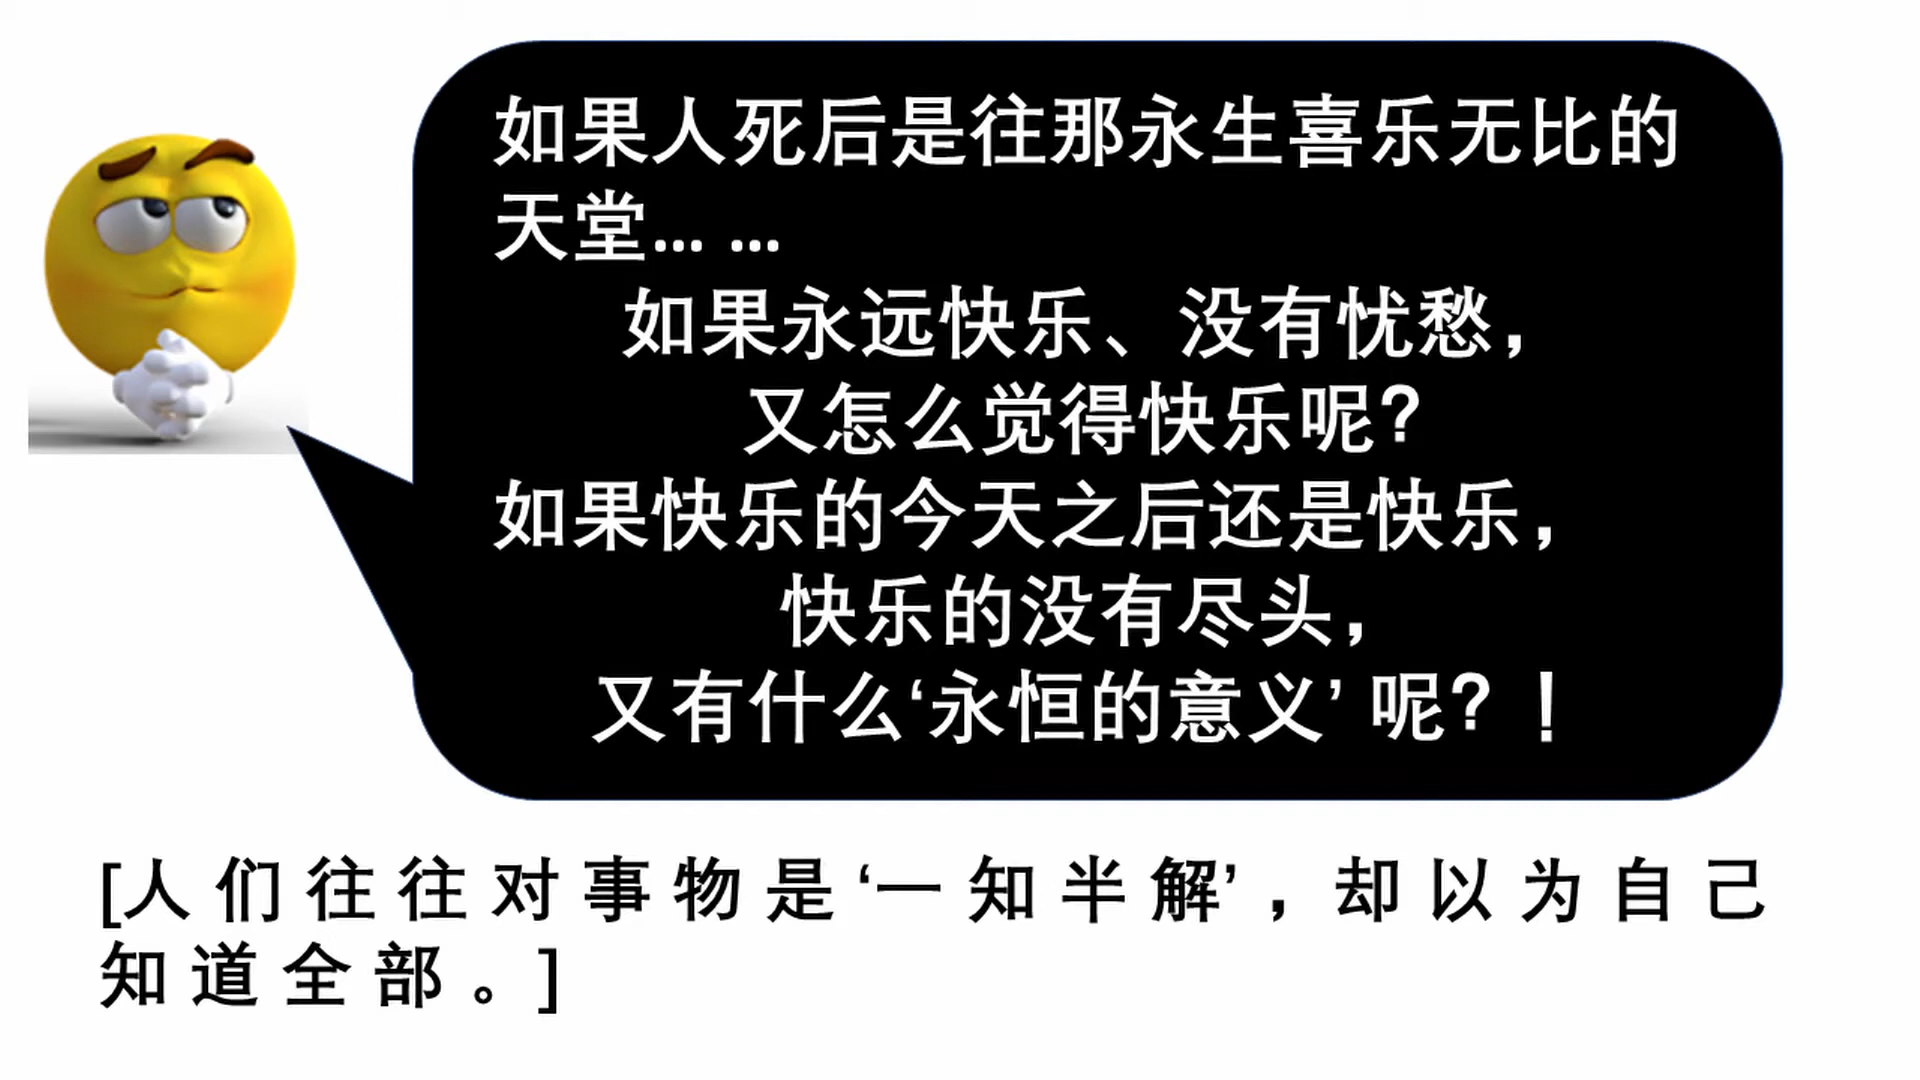 如果人死后是往那永生喜乐无比的
天堂... ...
如果永远快乐、没有忧愁，
又怎么觉得快乐呢？
如果快乐的今天之后还是快乐，
快乐的没有尽头，
又有什么‘永恒的意义’ 呢？！
[人们往往对事物是‘一知半解’，却以为自己
知道全部。]